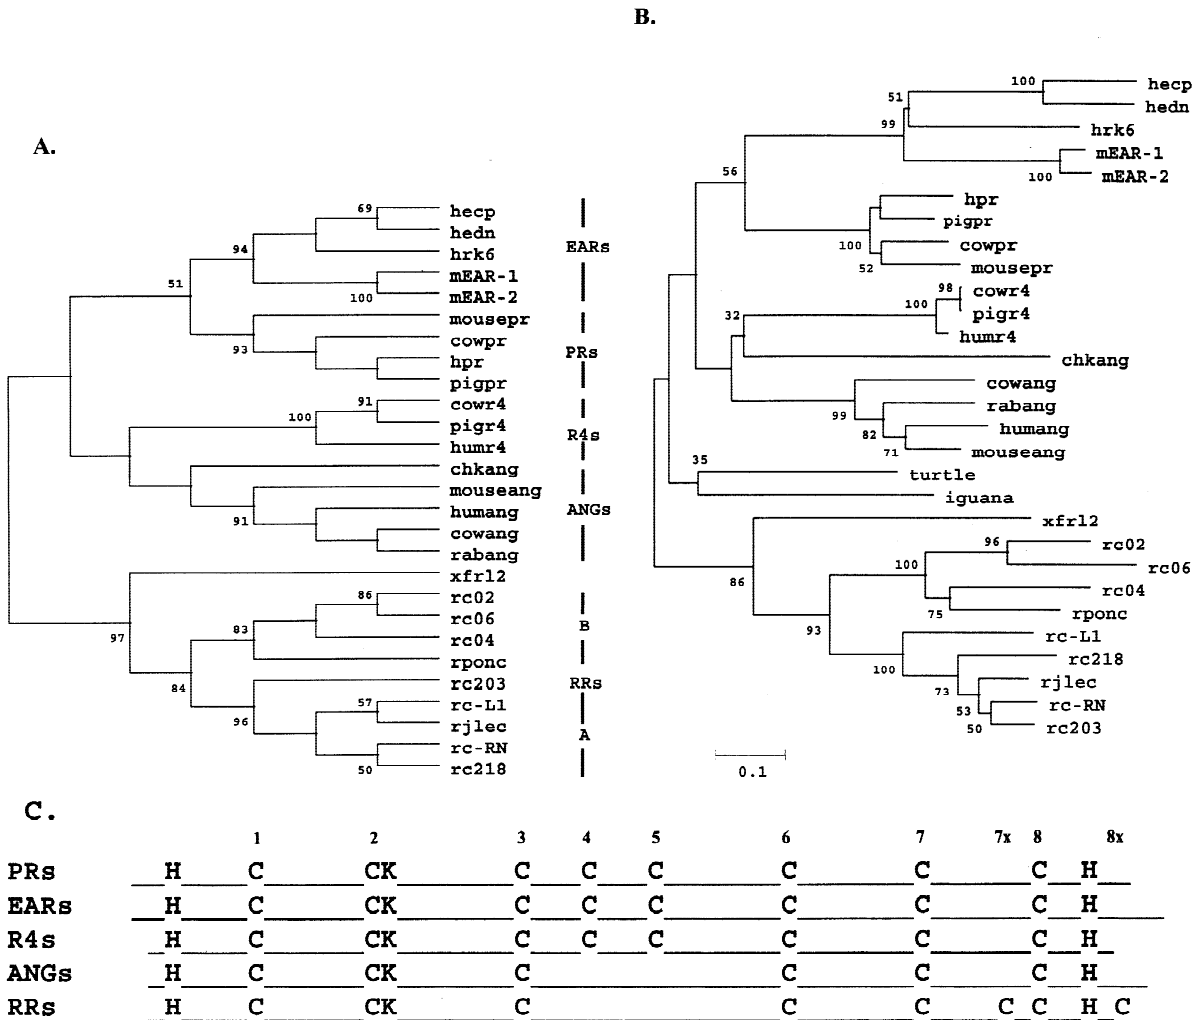 A.
69
hecp
hedn
94
hrk6
EARs
51
mEAR-1
100
mEAR-2
mousepr
93
cowpr
PRs
hpr
pigpr
91
cowr4
100
pigr4
R4s
humr4
chkang
mouseang
91
humang
ANGs
cowang
rabang
xfrl2
97
86
rc02
rc06
B
83
rc04
rponc
84
rc203
RRs
96
57
rc-L1
rjlec
A
rc-RN
50
rc218
B.
100
hecp
51
hedn
99
hrk6
mEAR-1
100
mEAR-2
56
hpr
pigpr
100
cowpr
52
mousepr
98
cowr4
100
pigr4
32
humr4
chkang
cowang
99
rabang
82
humang
71
mouseang
35
turtle
iguana
xfrl2
86
96
rc02
100
rc06
rc04
75
rponc
93
rc-L1
100
rc218
73
rjlec
53
rc-RN
50
rc203
0.1
C.
1 2 3 4 5 6 7 7x 8 8x
PRs H C CK C C C C C C H
EARs H C CK C C C C C C H
R4s H C CK C C C C C C H
ANGs H C CK C C C C H
RRs H C CK C C C C C H C